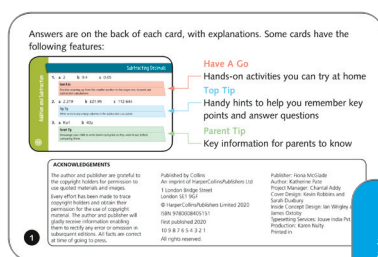 Answers are on the back of each card, with explanations. Some cards have the
following features:
Subtracting Decimals
Addition and Subtraction
Have A Go
Hands-on activities you can try at home
Top Tip
Handy hints to help you remember key
points and answer questions
Parent Tip
Key information for parents to know
ACKNOWLEDGEMENTS
The author and publisher are grateful to
the copyright holders for permission to
use quoted materials and images.
Every effort has been made to trace
copyright holders and obtain their
permission for the use of copyright
material. The author and publisher will
gladly receive information enabling
them to rectify any error or omission in
subsequent editions. All facts are correct
at time of going to press.
Published by Collins
An imprint of HarperCollinsPublishers Ltd
1 London Bridge Street
London SE1 9GF
© HarperCollinsPublishers Limited 2020
ISBN 9780008405151
First published 2020
10 9 8 7 6 5 4 3 2 1
All rights reserved.
Publisher: Fiona McGlade
Author: Katherine Pate
Project Manager: Chantal Addy
Cover Design: Kevin Robbins and
Sarah Duxbury
Inside Concept Design: Ian Wrigley
James Oxtoby
Typesetting Services: Jouve India Pvt
Production: Karen Nulty
Printed in
1